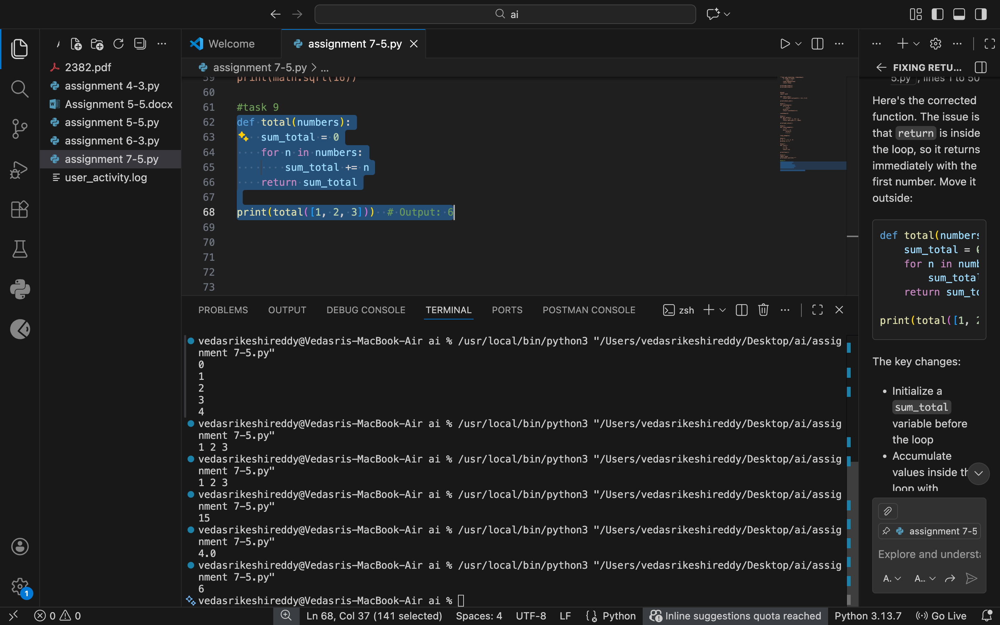 ai
Welcome
assignment 7-5.py
2382.pdf
assignment 4-3.py
Assignment 5-5.docx
assignment 5-5.py
assignment 6-3.py
assignment 7-5.py
user_activity.log
assignment 7-5.py > ...
59 print(math.sqrt(16))
60
61 #task 9
62 def total(numbers):
63 sum_total = 0
64 for n in numbers:
65 sum_total += n
66 return sum_total
67
68 print(total([1, 2, 3])) # Output: 6
69
70
71
72
73
PROBLEMS OUTPUT DEBUG CONSOLE TERMINAL PORTS POSTMAN CONSOLE zsh
vedasrikeshireddy@Vedasris-MacBook-Air ai % /usr/local/bin/python3 "/Users/vedasrikeshireddy/Desktop/ai/assig
nment 7-5.py"
0
1
2
3
4
vedasrikeshireddy@Vedasris-MacBook-Air ai % /usr/local/bin/python3 "/Users/vedasrikeshireddy/Desktop/ai/assig
nment 7-5.py"
1 2 3
vedasrikeshireddy@Vedasris-MacBook-Air ai % /usr/local/bin/python3 "/Users/vedasrikeshireddy/Desktop/ai/assig
nment 7-5.py"
1 2 3
vedasrikeshireddy@Vedasris-MacBook-Air ai % /usr/local/bin/python3 "/Users/vedasrikeshireddy/Desktop/ai/assig
nment 7-5.py"
15
vedasrikeshireddy@Vedasris-MacBook-Air ai % /usr/local/bin/python3 "/Users/vedasrikeshireddy/Desktop/ai/assig
nment 7-5.py"
4.0
vedasrikeshireddy@Vedasris-MacBook-Air ai % /usr/local/bin/python3 "/Users/vedasrikeshireddy/Desktop/ai/assig
nment 7-5.py"
6
vedasrikeshireddy@Vedasris-MacBook-Air ai %
FIXING RETU...
5.py , lines 1 to 50
Here's the corrected
function. The issue is
that return is inside
the loop, so it returns
immediately with the
first number. Move it
outside:
def total(numbers
sum_total = 0
for n in numb
sum_total
return sum_to
print(total([1, 2
The key changes:
• Initialize a
sum_total
variable before
the loop
• Accumulate
values inside th
loop with
assignment 7-5
Explore and understa
A. A...
1
0 0 Ln 68, Col 37 (141 selected) Spaces: 4 UTF-8 LF Python Inline suggestions quota reached Python 3.13.7 Go Live